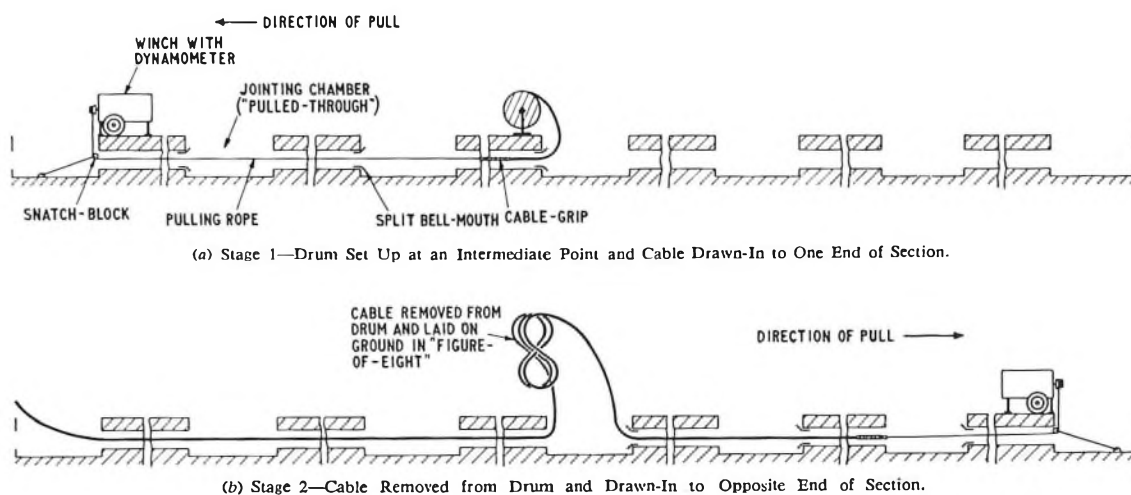 DIRECTION OF PULL
WINCH WITH
DYNAMOMETER
JOINTING CHAMBER
("PULLED-THROUGH")
SNATCH-BLOCK
PULLING ROPE
SPLIT BELL-MOUTH
CABLE-GRIP
(a) Stage 1—Drum Set Up at an Intermediate Point and Cable Drawn-In to One End of Section.
CABLE REMOVED FROM
DRUM AND LAID ON
GROUND IN "FIGURE-
OF-EIGHT"
DIRECTION OF PULL
(b) Stage 2—Cable Removed from Drum and Drawn-In to Opposite End of Section.